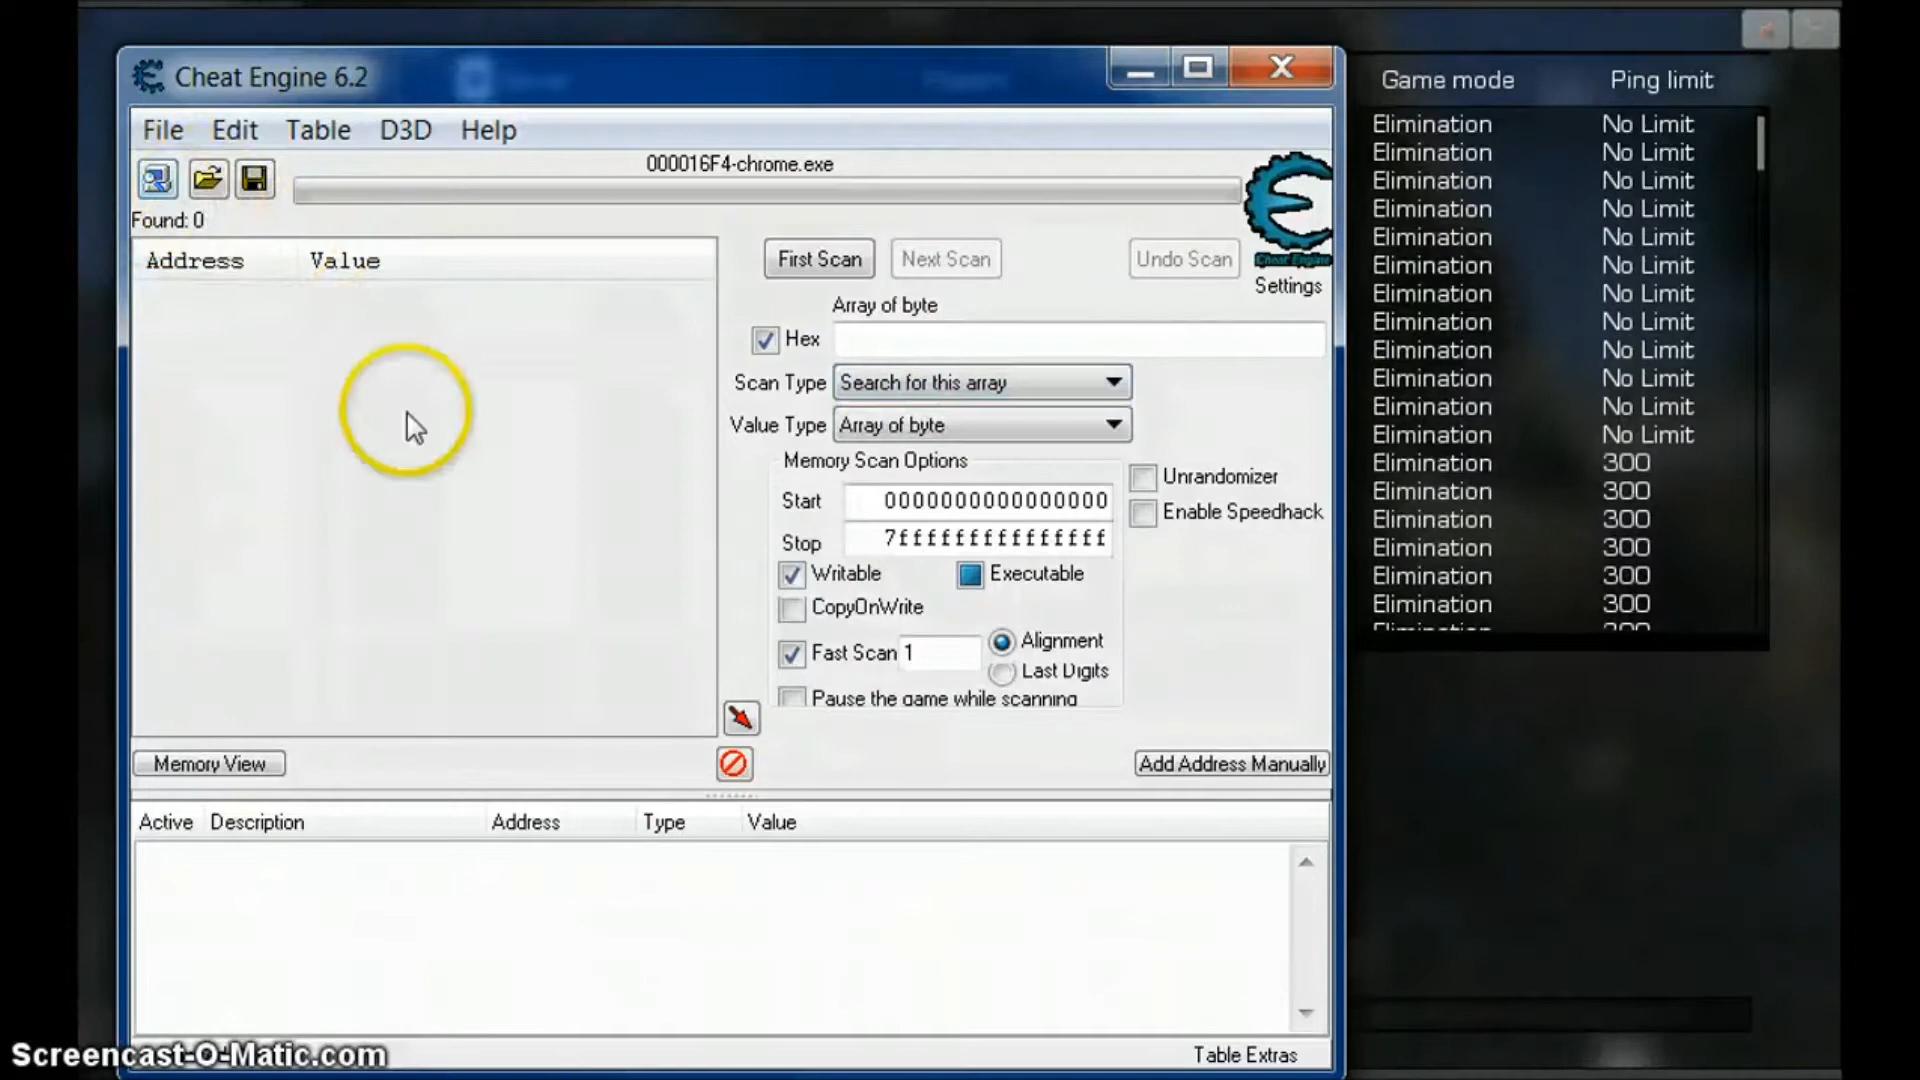 Cheat Engine 6.2
File Edit Table D3D Help
000016F4-chrome.exe
Found: 0
Address Value
First Scan Next Scan Undo Scan
Cheat Engine
Settings
Array of byte
Hex
Scan Type Search for this array
Value Type Array of byte
Memory Scan Options
Start 0000000000000000
Stop 7fffffffffffffff
Writable Executable
CopyOnWrite
Fast Scan 1 Alignment
Last Digits
Pause the game while scanning
Unrandomizer
Enable Speedhack
Memory View Add Address Manually
Active Description Address Type Value
Table Extras
Game mode Ping limit
Elimination No Limit
Elimination No Limit
Elimination No Limit
Elimination No Limit
Elimination No Limit
Elimination No Limit
Elimination No Limit
Elimination No Limit
Elimination No Limit
Elimination No Limit
Elimination No Limit
Elimination No Limit
Elimination 300
Elimination 300
Elimination 300
Elimination 300
Elimination 300
Elimination 300
Elimination 300
Screencast-O-Matic.com